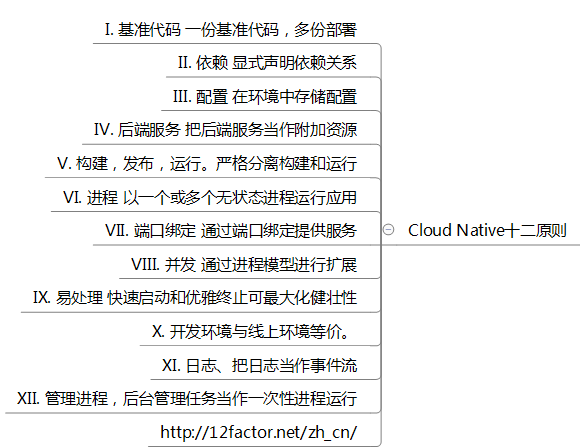 I. 基准代码 一份基准代码，多份部署
II. 依赖 显式声明依赖关系
III. 配置 在环境中存储配置
IV. 后端服务 把后端服务当作附加资源
V. 构建，发布，运行。严格分离构建和运行
VI. 进程 以一个或多个无状态进程运行应用
VII. 端口绑定 通过端口绑定提供服务
VIII. 并发 通过进程模型进行扩展
IX. 易处理 快速启动和优雅终止可最大化健壮性
X. 开发环境与线上环境等价。
XI. 日志、把日志当作事件流
XII. 管理进程，后台管理任务当作一次性进程运行
http://12factor.net/zh_cn/
Cloud Native十二原则